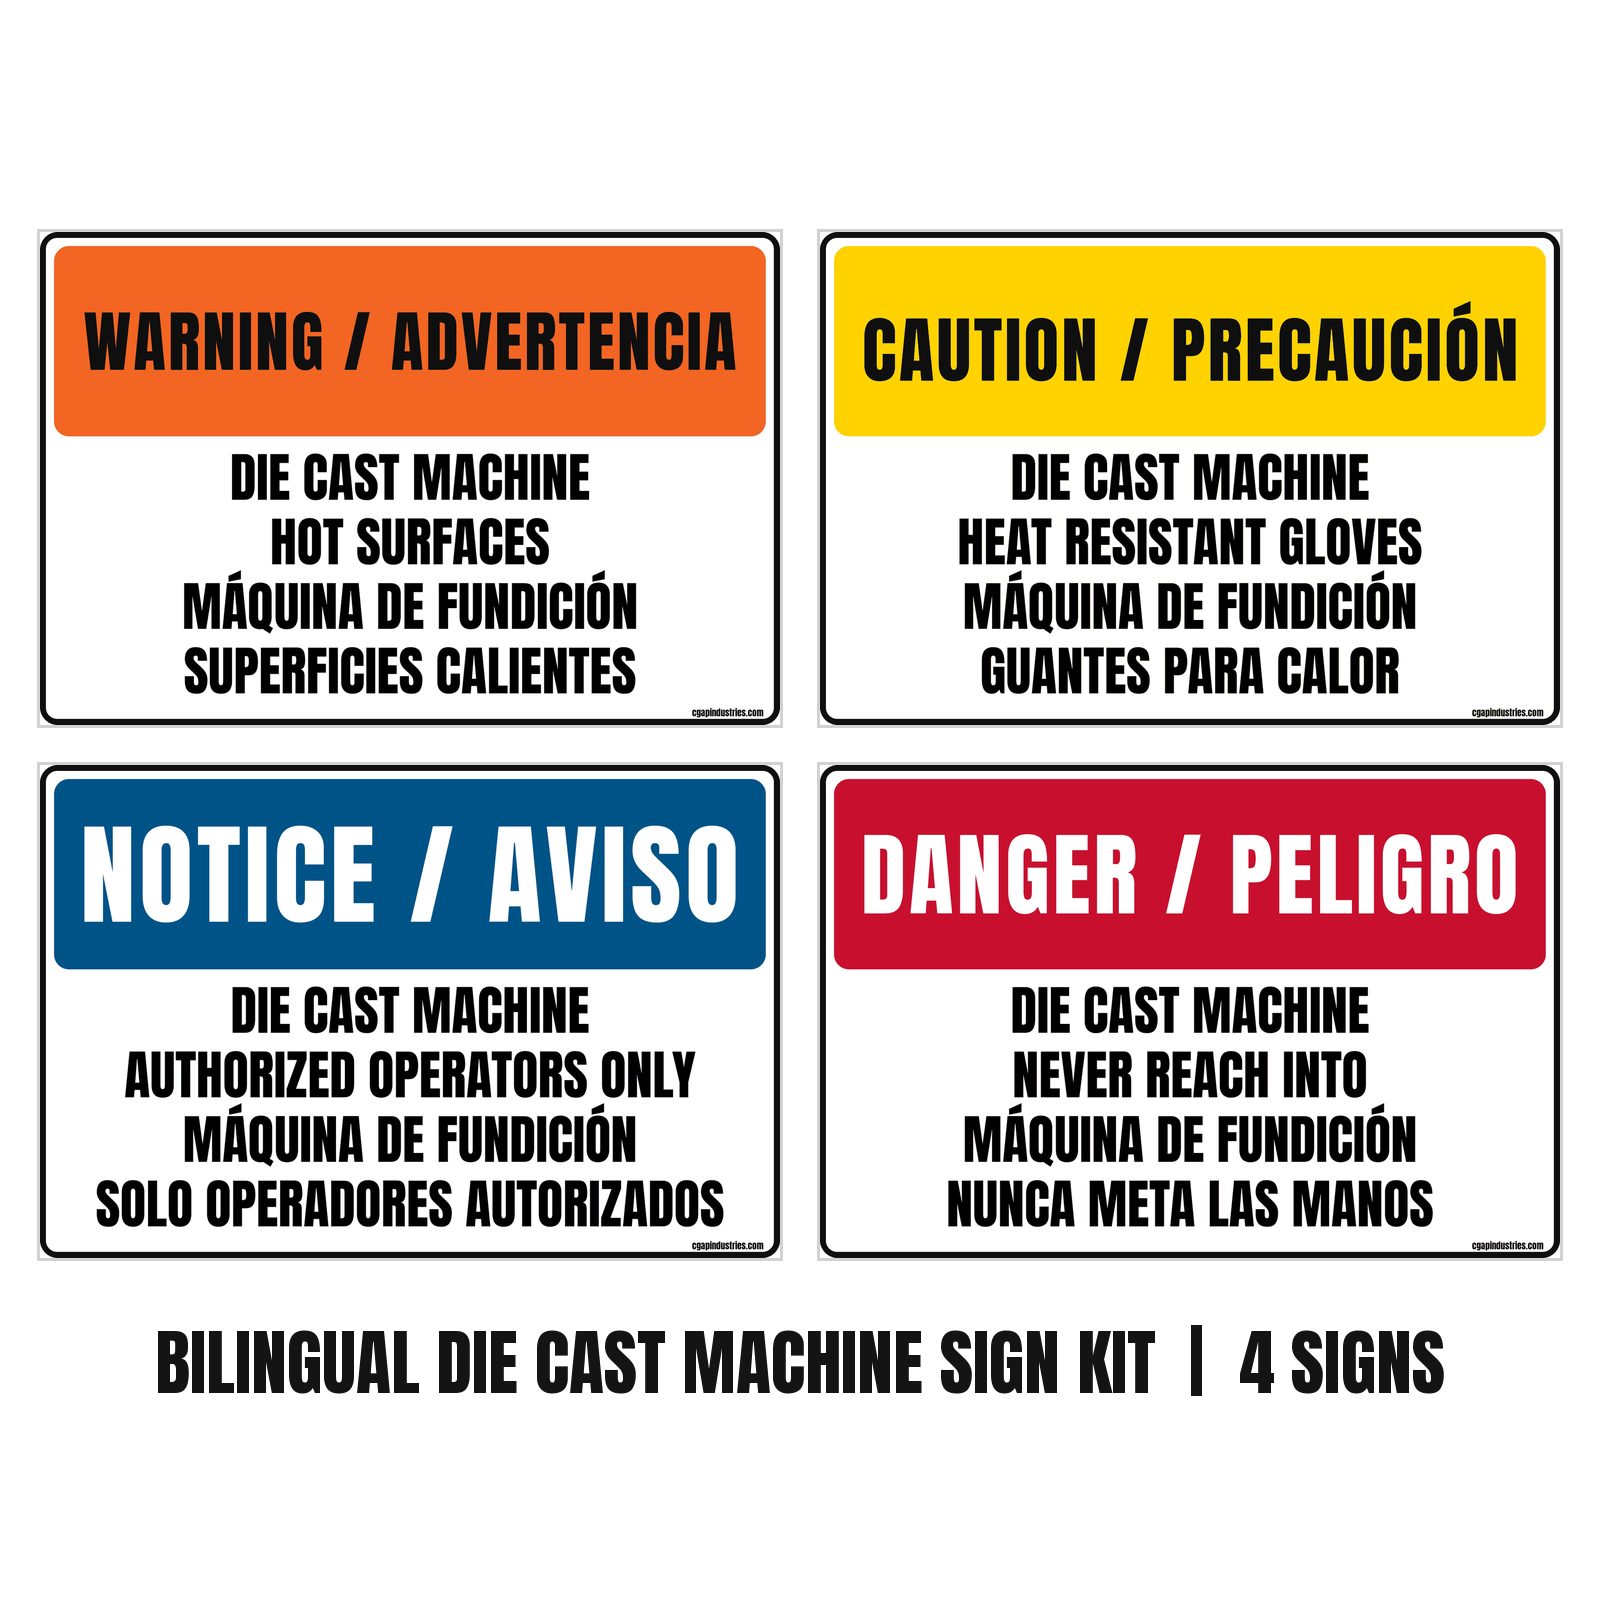 WARNING / ADVERTENCIA
DIE CAST MACHINE
HOT SURFACES
MÁQUINA DE FUNDICIÓN
SUPERFICIES CALIENTES
cgapindustries.com
CAUTION / PRECAUCIÓN
DIE CAST MACHINE
HEAT RESISTANT GLOVES
MÁQUINA DE FUNDICIÓN
GUANTES PARA CALOR
cgapindustries.com
NOTICE / AVISO
DIE CAST MACHINE
AUTHORIZED OPERATORS ONLY
MÁQUINA DE FUNDICIÓN
SOLO OPERADORES AUTORIZADOS
cgapindustries.com
DANGER / PELIGRO
DIE CAST MACHINE
NEVER REACH INTO
MÁQUINA DE FUNDICIÓN
NUNCA META LAS MANOS
cgapindustries.com
BILINGUAL DIE CAST MACHINE SIGN KIT | 4 SIGNS